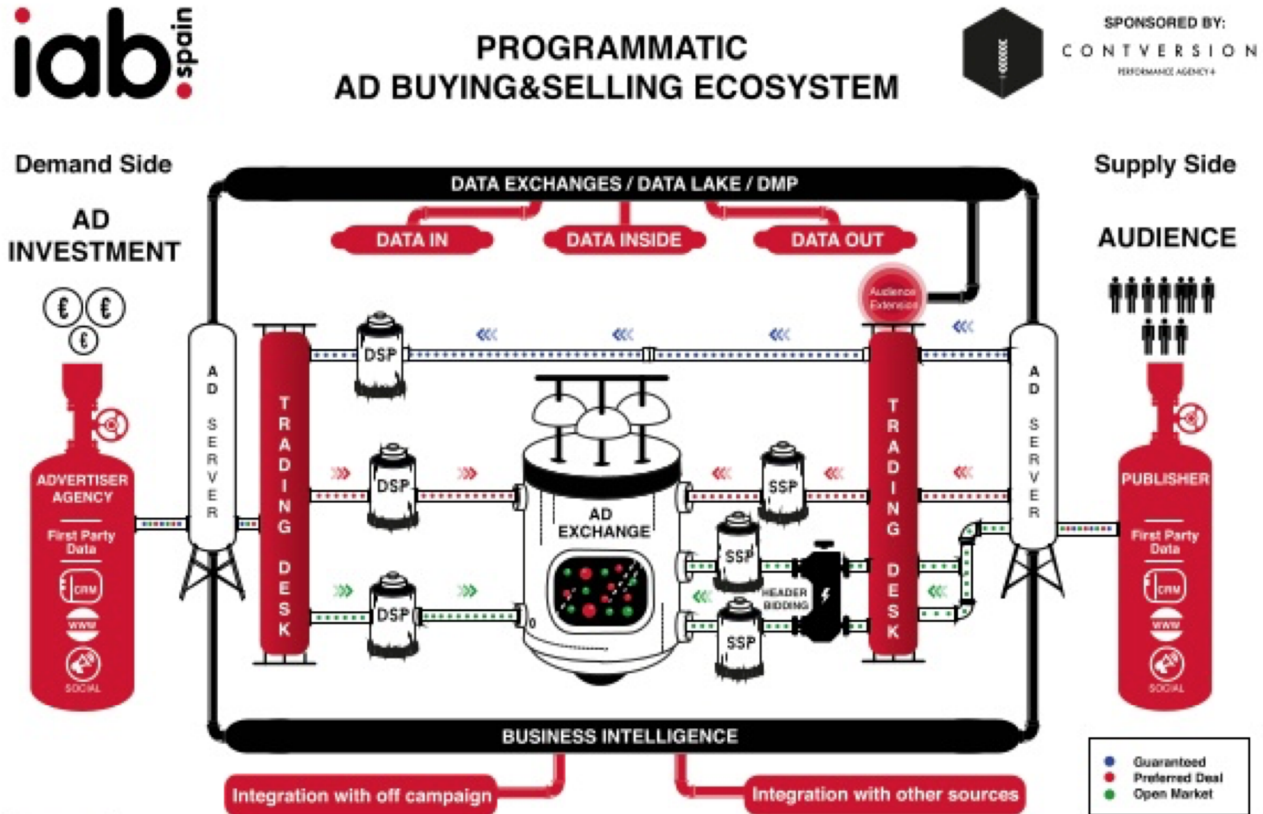 iab
spain
PROGRAMMATIC
AD BUYING&SELLING ECOSYSTEM
SPONSORED BY:
CONTVERSION
PERFORMANCE AGENCY+
Demand Side
Supply Side
AD
INVESTMENT
AUDIENCE
DATA EXCHANGES / DATA LAKE / DMP
DATA IN
DATA INSIDE
DATA OUT
Audience
Extension
€
€
€
AD SERVER
TRADING DESK
DSP
DSP
DSP
AD
EXCHANGE
SSP
SSP
SSP
HEADER
BIDDING
TRADING DESK
AD SERVER
ADVERTISER
AGENCY
First Party
Data
CRM
WWW
SOCIAL
PUBLISHER
First Party
Data
CRM
WWW
SOCIAL
BUSINESS INTELLIGENCE
Integration with off campaign
Integration with other sources
Guaranteed
Preferred Deal
Open Market